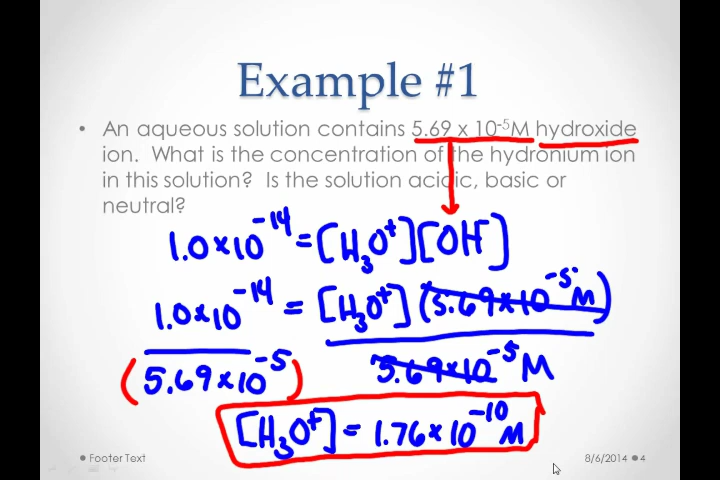 Example #1
• An aqueous solution contains 5.69 x 10⁻⁵M hydroxide
ion. What is the concentration of the hydronium ion
in this solution? Is the solution acidic, basic or
neutral?
1.0×10⁻¹⁴=[H₃O⁺][OH⁻]
1.0×10⁻¹⁴ = [H₃O⁺](5.69×10⁻⁵M)
(5.69×10⁻⁵) 5.69×10⁻⁵M
[H₃O⁺]= 1.76×10⁻¹⁰M
Footer Text 8/6/2014 4